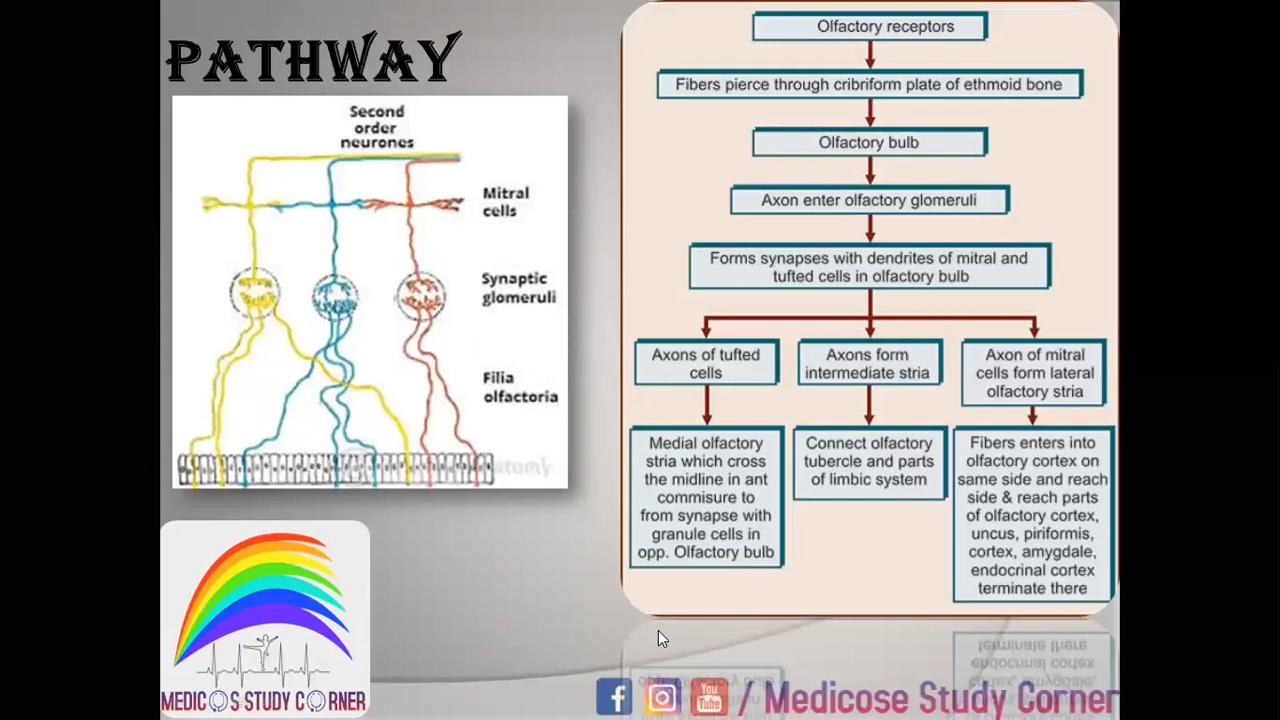 PATHWAY
Second
order
neurones
Mitral
cells
Synaptic
glomeruli
Filia
olfactoria
MEDICOS STUDY CORNER
Olfactory receptors
Fibers pierce through cribriform plate of ethmoid bone
Olfactory bulb
Axon enter olfactory glomeruli
Forms synapses with dendrites of mitral and
tufted cells in olfactory bulb
Axons of tufted
cells
Axons form
intermediate stria
Axon of mitral
cells form lateral
olfactory stria
Medial olfactory
stria which cross
the midline in ant
commisure to
from synapse with
granule cells in
opp. Olfactory bulb
Connect olfactory
tubercle and parts
of limbic system
Fibers enters into
olfactory cortex on
same side and reach
side & reach parts
of olfactory cortex,
uncus, piriformis,
cortex, amygdale,
endocrinal cortex
terminate there
f You Tube / Medicose Study Corner